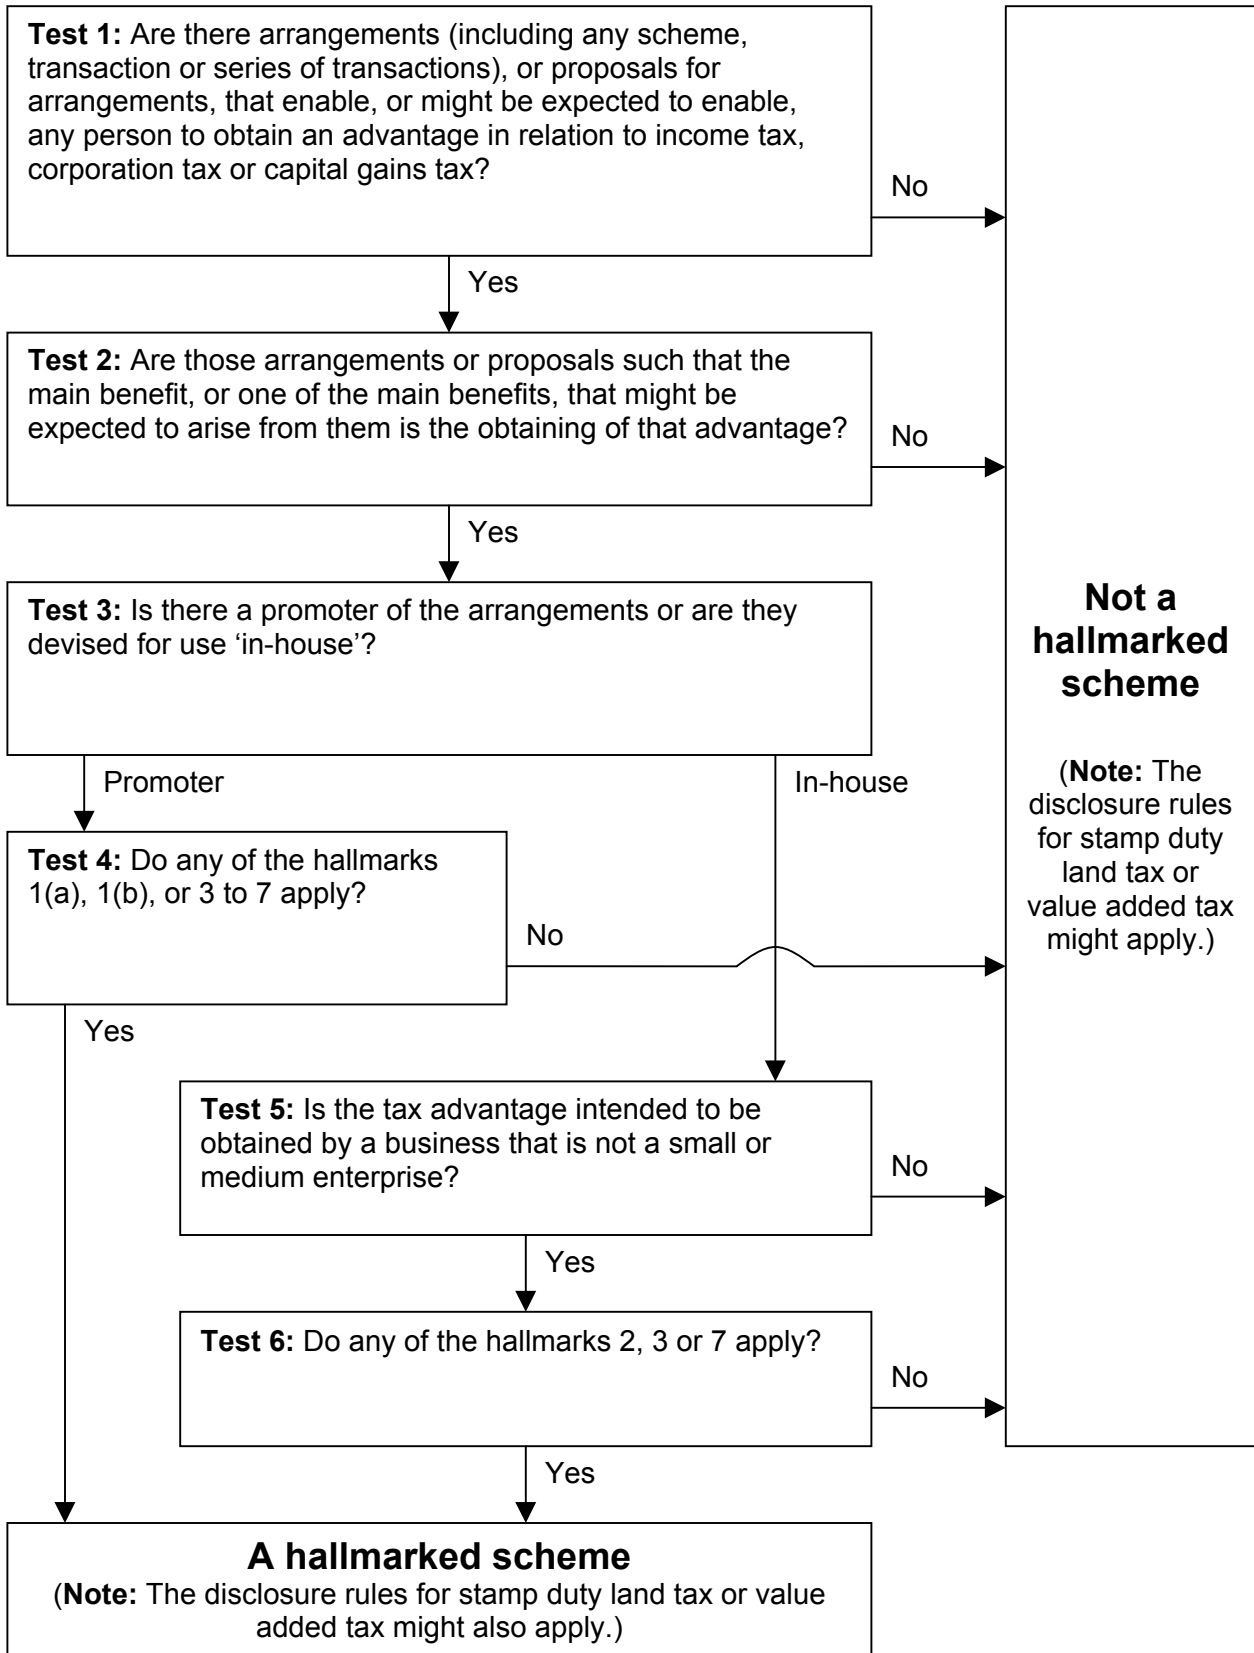 Test 1: Are there arrangements (including any scheme,
transaction or series of transactions), or proposals for
arrangements, that enable, or might be expected to enable,
any person to obtain an advantage in relation to income tax,
corporation tax or capital gains tax?
No
Yes
Test 2: Are those arrangements or proposals such that the
main benefit, or one of the main benefits, that might be
expected to arise from them is the obtaining of that advantage?
No
Yes
Test 3: Is there a promoter of the arrangements or are they
devised for use ‘in-house’?
Promoter
In-house
Test 4: Do any of the hallmarks
1(a), 1(b), or 3 to 7 apply?
No
Yes
Test 5: Is the tax advantage intended to be
obtained by a business that is not a small or
medium enterprise?
No
Yes
Test 6: Do any of the hallmarks 2, 3 or 7 apply?
No
Yes
Not a
hallmarked
scheme
(Note: The
disclosure rules
for stamp duty
land tax or
value added tax
might apply.)
A hallmarked scheme
(Note: The disclosure rules for stamp duty land tax or value
added tax might also apply.)